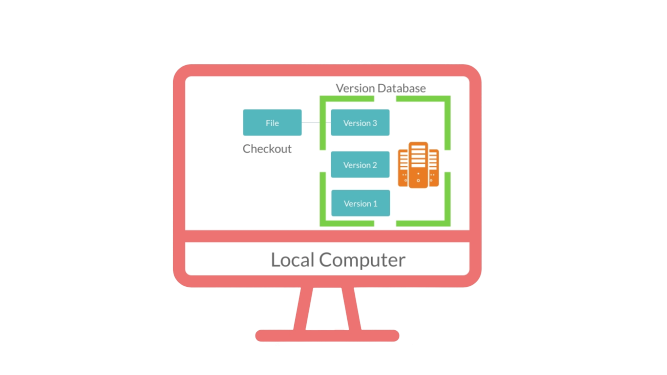 Version Database
File
Version 3
Checkout
Version 2
Version 1
Local Computer